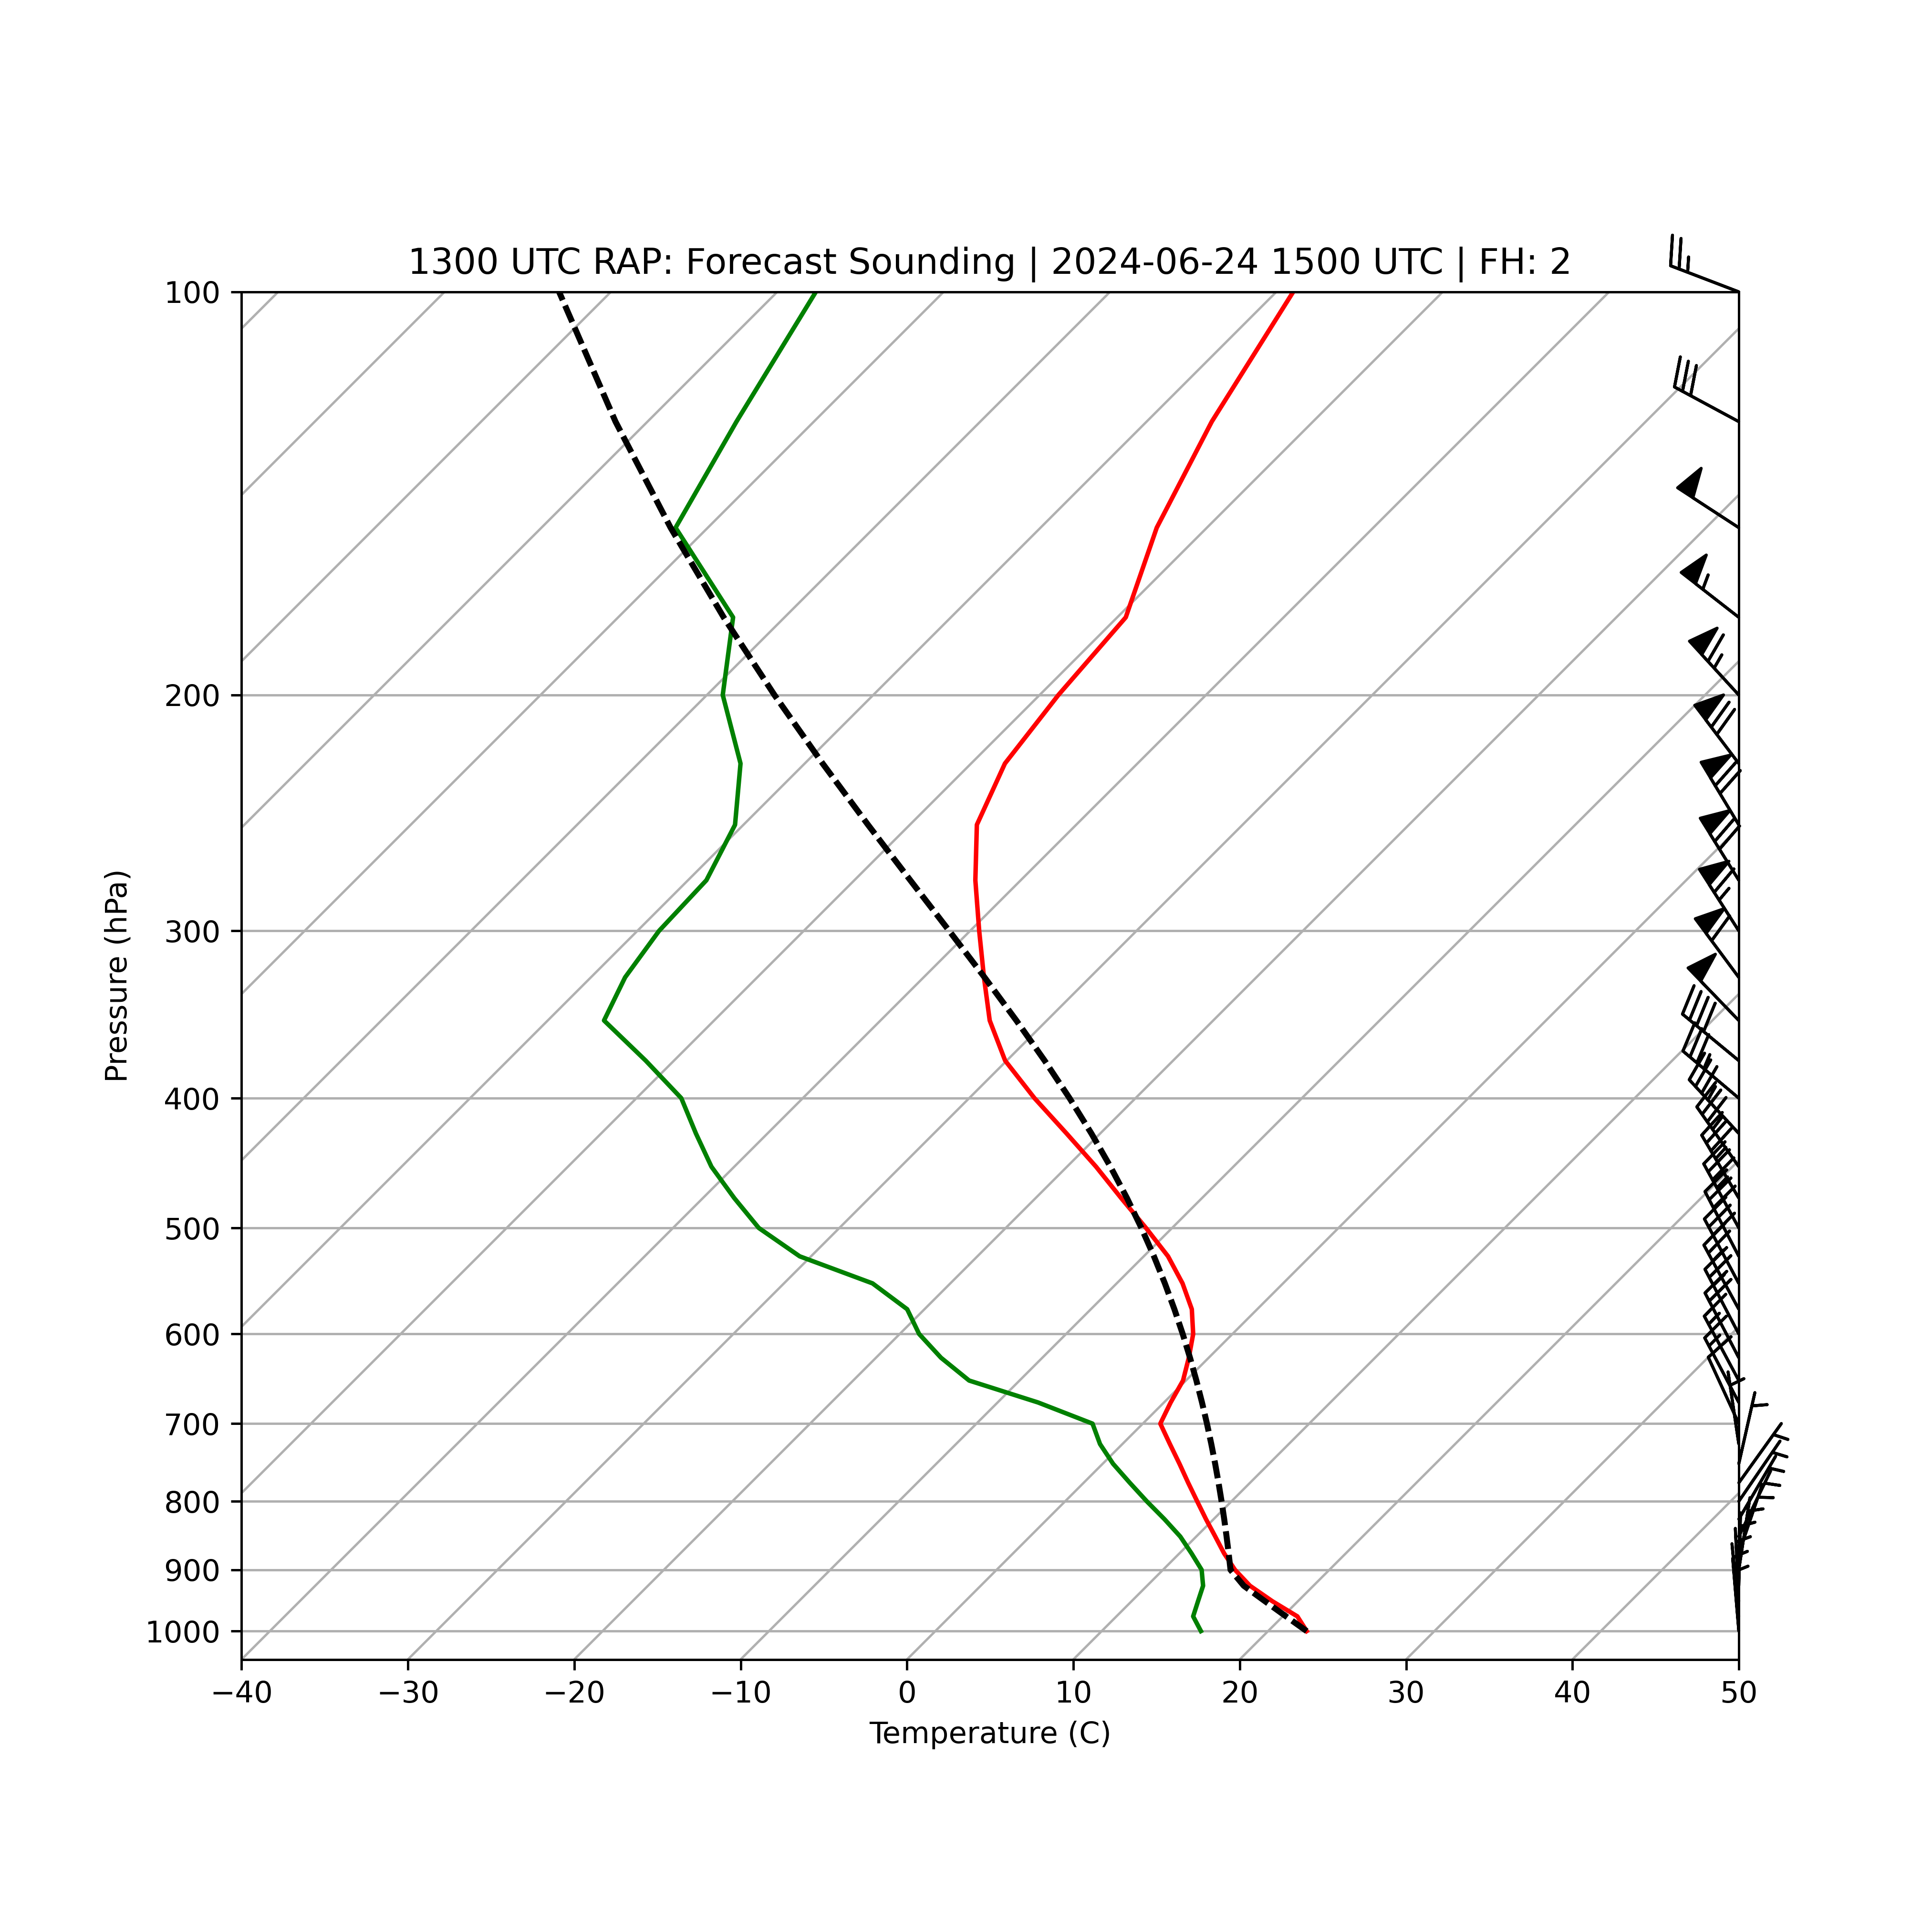 1300 UTC RAP: Forecast Sounding | 2024-06-24 1500 UTC | FH: 2
100
200
300
400
500
600
700
800
900
1000
Pressure (hPa)
−40 −30 −20 −10 0 10 20 30 40 50
Temperature (C)